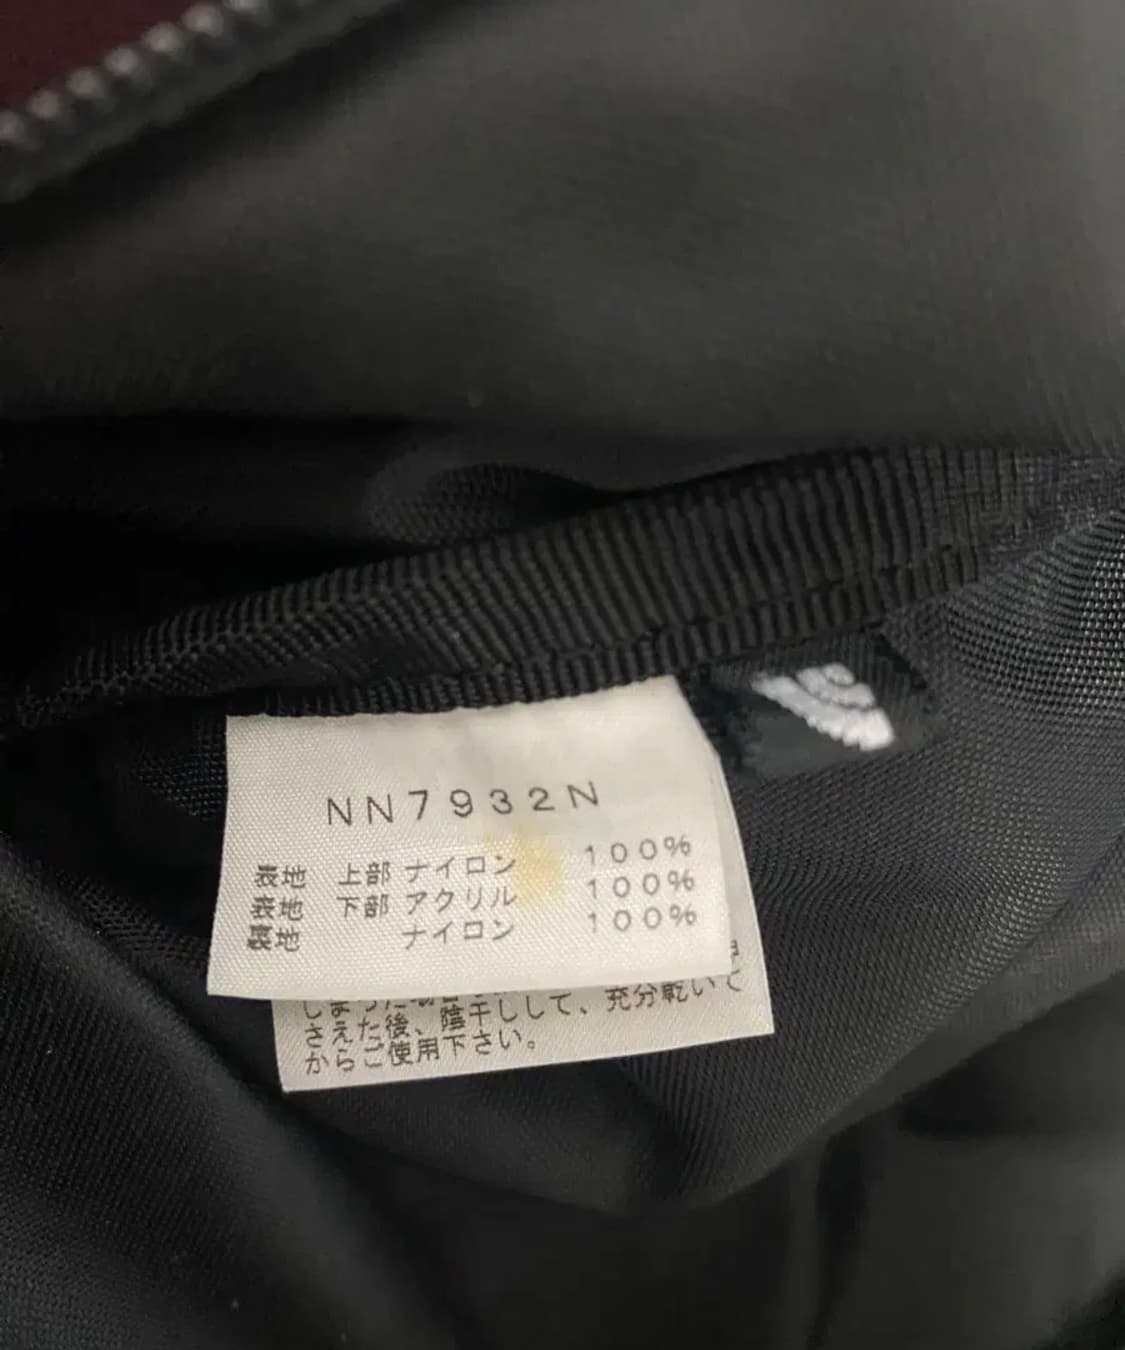 NN7932N
表地 上部 ナイロン 100%
表地 下部 アクリル 100%
裏地 ナイロン 100%
さえた後、陰干しして、充分乾いて
からご使用下さい。